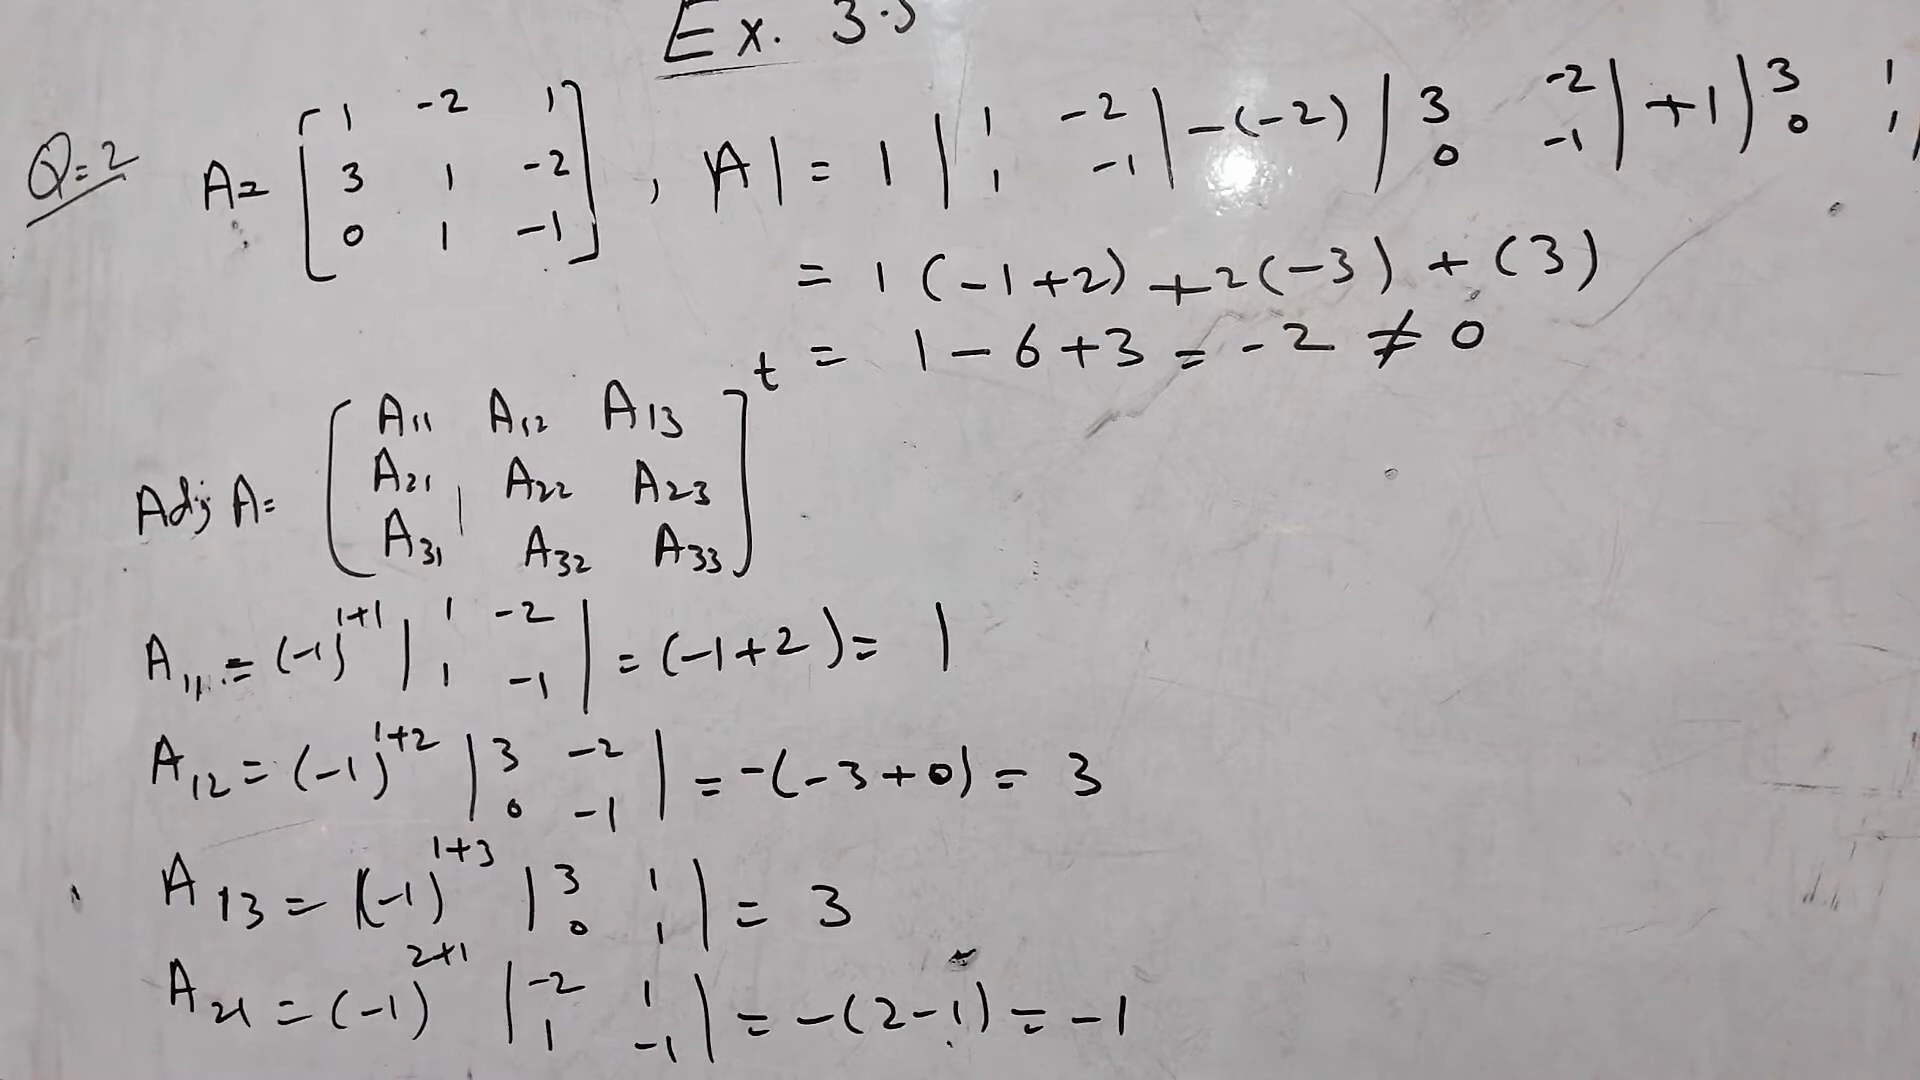 Ex. 3.5
Q=2 A= [1 -2 1; 3 1 -2; 0 1 -1] , |A| = 1 |1 -2; 1 -1| -(-2) |3 -2; 0 -1| +1 |3 1; 0 1|
= 1 (-1+2) +2(-3) + (3)
= 1 - 6 + 3 = -2 ≠ 0
Adj A= [A11 A12 A13; A21 A22 A23; A31 A32 A33]^t
A11 = (-1)^1+1 |1 -2; 1 -1| = (-1+2) = 1
A12 = (-1)^1+2 |3 -2; 0 -1| = -(-3+0) = 3
A13 = (-1)^1+3 |3 1; 0 1| = 3
A21 = (-1)^2+1 |-2 1; 1 -1| = -(2-1) = -1